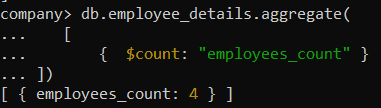 company> db.employee_details.aggregate(
...     [
...         {  $count: "employees_count" }
... ])
[ { employees_count: 4 } ]